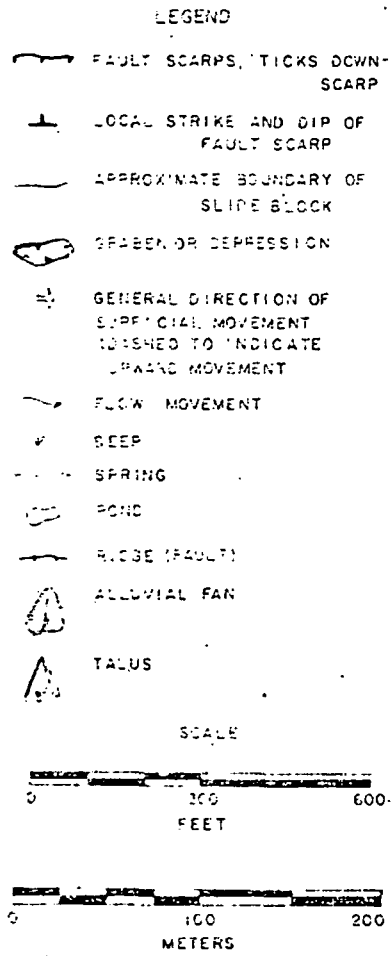 LEGEND
FAULT SCARPS, TICKS DOWN-
SCARP
LOCAL STRIKE AND DIP OF
FAULT SCARP
APPROXIMATE BOUNDARY OF
SLIDE BLOCK
GRABEN OR DEPRESSION
GENERAL DIRECTION OF
SUPERFICIAL MOVEMENT
(DASHED TO INDICATE
UPWARD MOVEMENT
FLOW MOVEMENT
SEEP
SPRING
POND
RIDGE (FAULT)
ALLUVIAL FAN
TALUS
SCALE
0 300 600
FEET
0 100 200
METERS